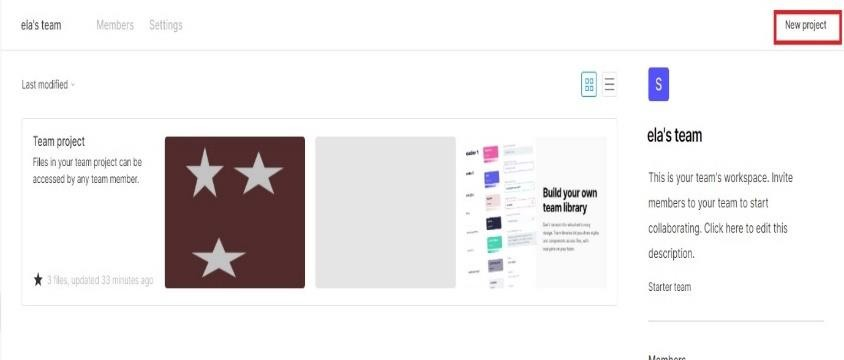 ela's team
Members
Settings
New project
Last modified
S
Team project
Files in your team project can be
accessed by any team member.
3 files, updated 33 minutes ago
Build your own
team library
ela's team
This is your team's workspace. Invite
members to your team to start
collaborating. Click here to edit this
description.
Starter team
Members